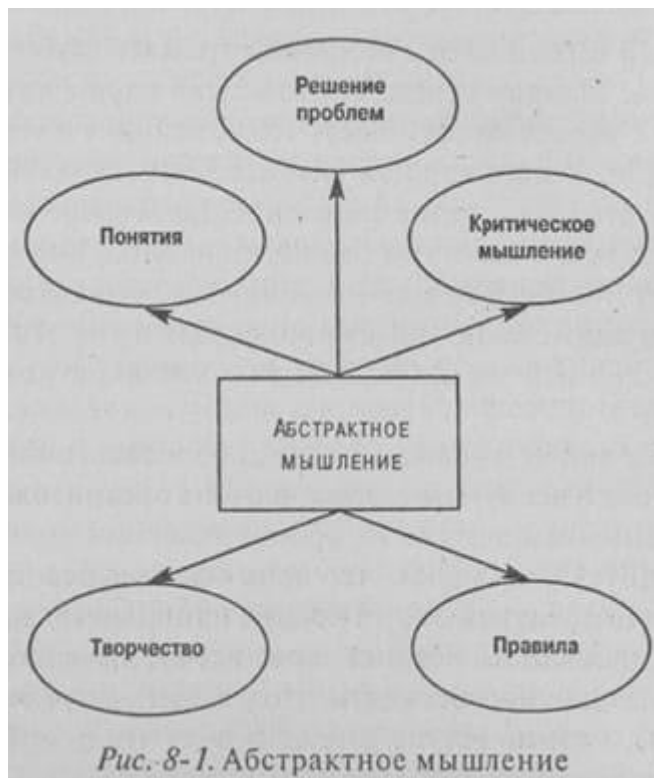 Решение
проблем
Понятия
Критическое
мышление
АБСТРАКТНОЕ
МЫШЛЕНИЕ
Творчество
Правила
Рис. 8-1. Абстрактное мышление